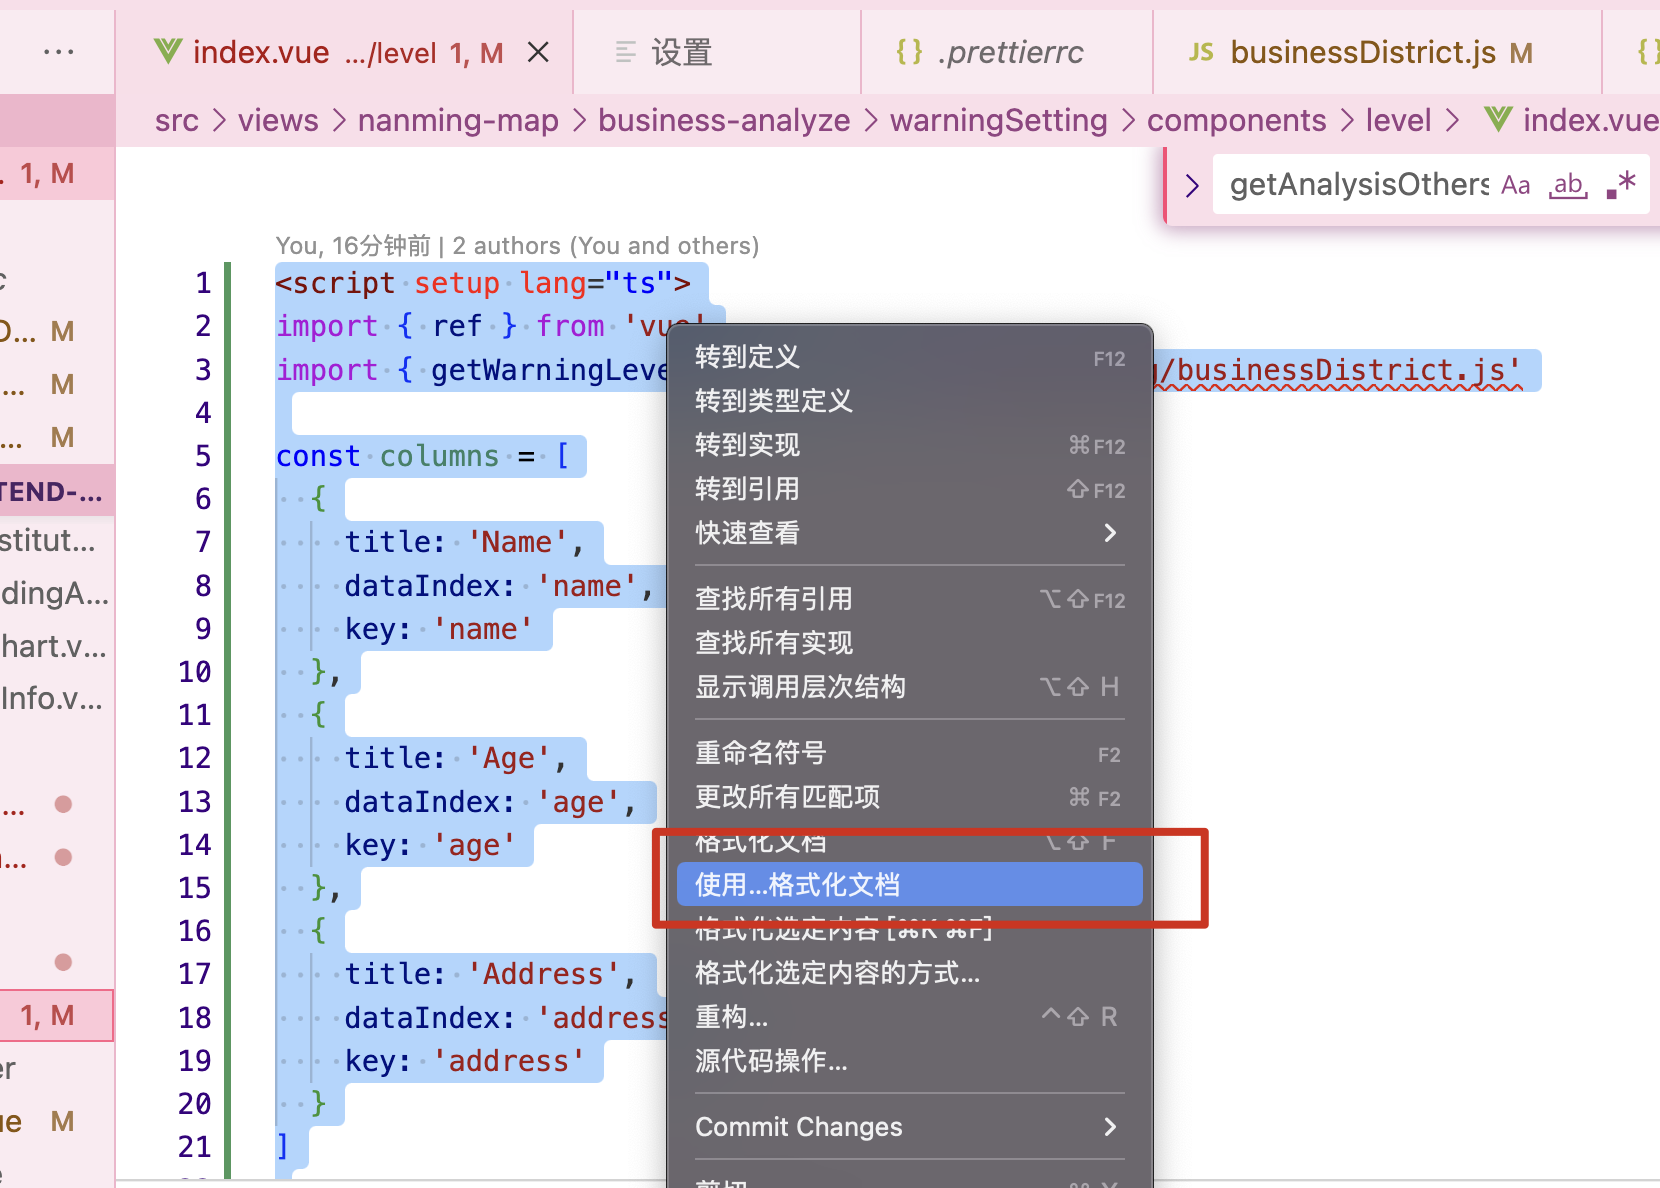 index.vue .../level 1, M
设置
.prettierrc
JS businessDistrict.js M
src > views > nanming-map > business-analyze > warningSetting > components > level > index.vue
getAnalysisOthers Aa ab .*
You, 16分钟前 | 2 authors (You and others)
1 <script setup lang="ts">
2 import { ref } from 'vue'
3 import { getWarningLeve /businessDistrict.js'
4
5 const columns = [
6 {
7 title: 'Name',
8 dataIndex: 'name',
9 key: 'name'
10 },
11 {
12 title: 'Age',
13 dataIndex: 'age',
14 key: 'age'
15 },
16 {
17 title: 'Address',
18 dataIndex: 'address
19 key: 'address'
20 }
21 ]
1, M
D... M
... M
... M
TEND-...
stitut...
dingA...
hart.v...
Info.v...
...
...
1, M
er
ue M
转到定义 F12
转到类型定义
转到实现 ⌘F12
转到引用 ⇧F12
快速查看 >
查找所有引用 ⌥⇧F12
查找所有实现
显示调用层次结构 ⌥⇧ H
重命名符号 F2
更改所有匹配项 ⌘ F2
格式化文档 ⌥⇧ F
使用...格式化文档
格式化选定内容 [⌘K ⌘F]
格式化选定内容的方式...
重构... ^⇧ R
源代码操作...
Commit Changes >
剪切 ⌘ X